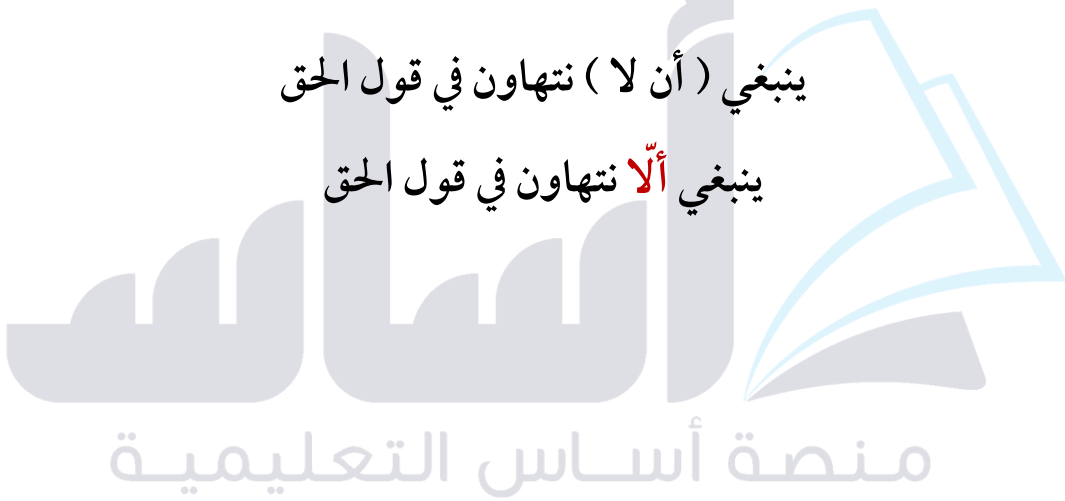 ينبغي ( أن لا ) نتهاون في قول الحق
ينبغي ألّا نتهاون في قول الحق
أساس
منصة أساس التعليمية